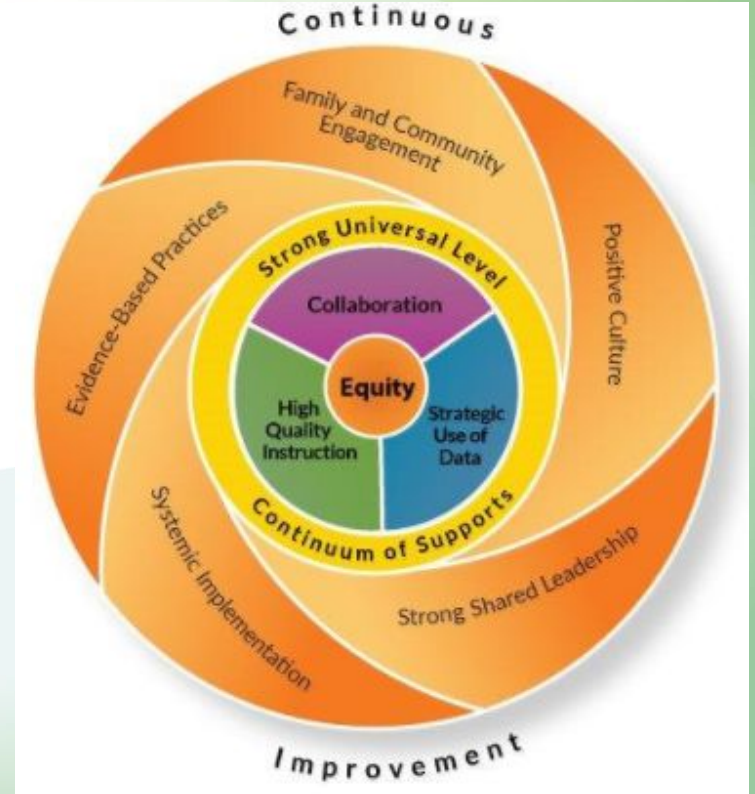 Continuous
Family and Community
Engagement
Positive Culture
Evidence-Based Practices
Strong Universal Level
Collaboration
Equity
High
Quality
Instruction
Strategic
Use of
Data
Continuum of Supports
Systemic Implementation
Strong Shared Leadership
Improvement